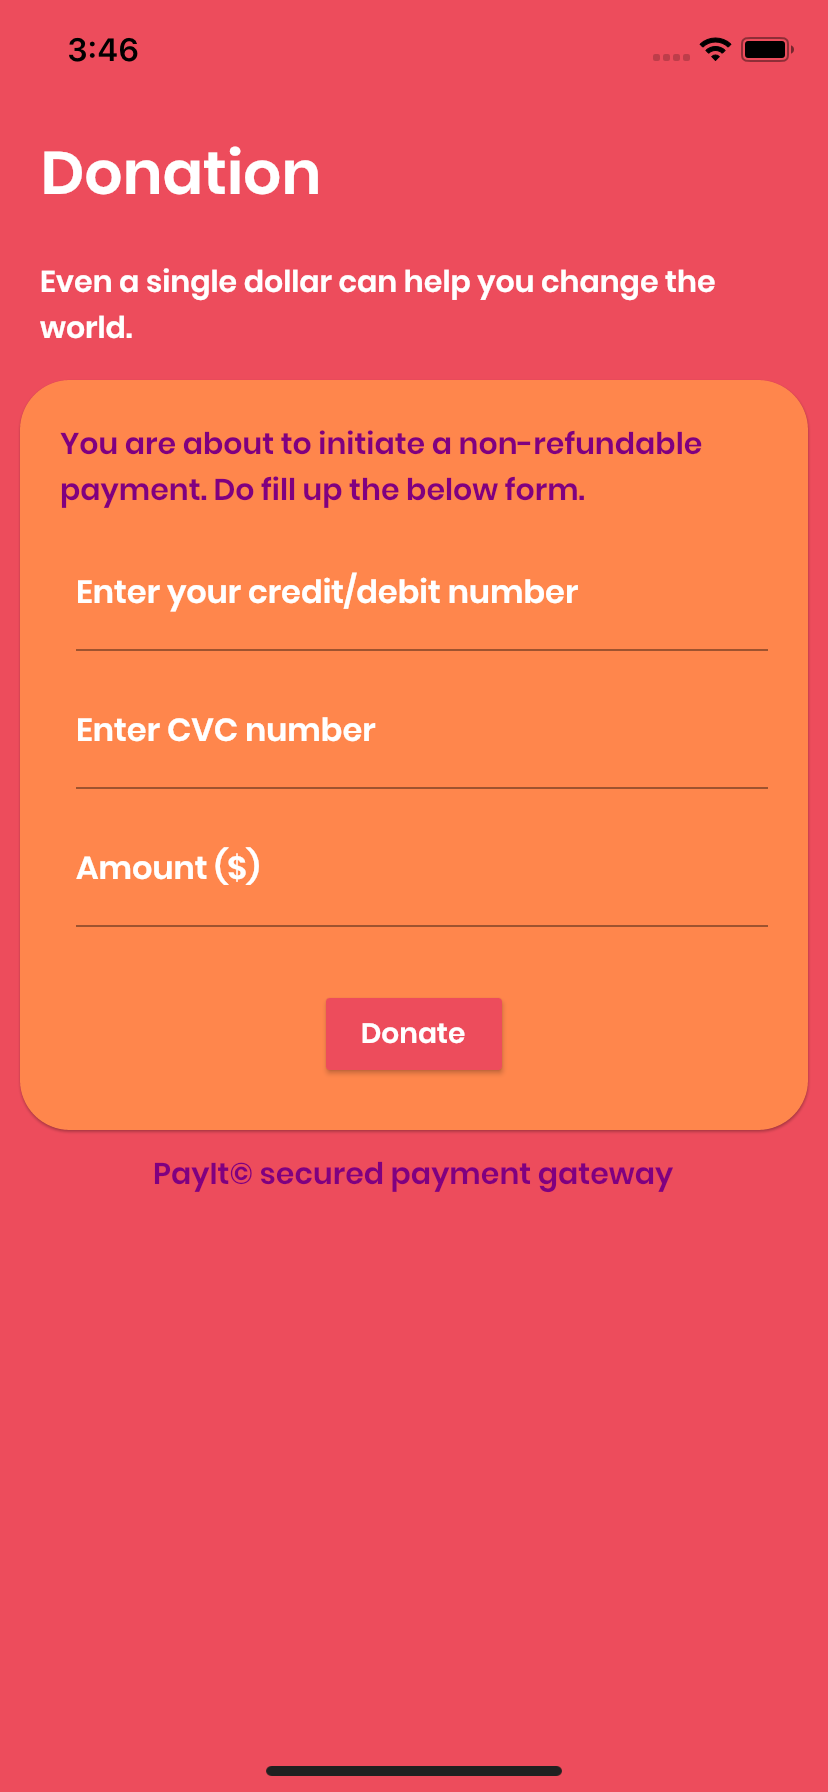 3:46
Donation
Even a single dollar can help you change the
world.
You are about to initiate a non-refundable
payment. Do fill up the below form.
Enter your credit/debit number
Enter CVC number
Amount ($)
Donate
PayIt© secured payment gateway